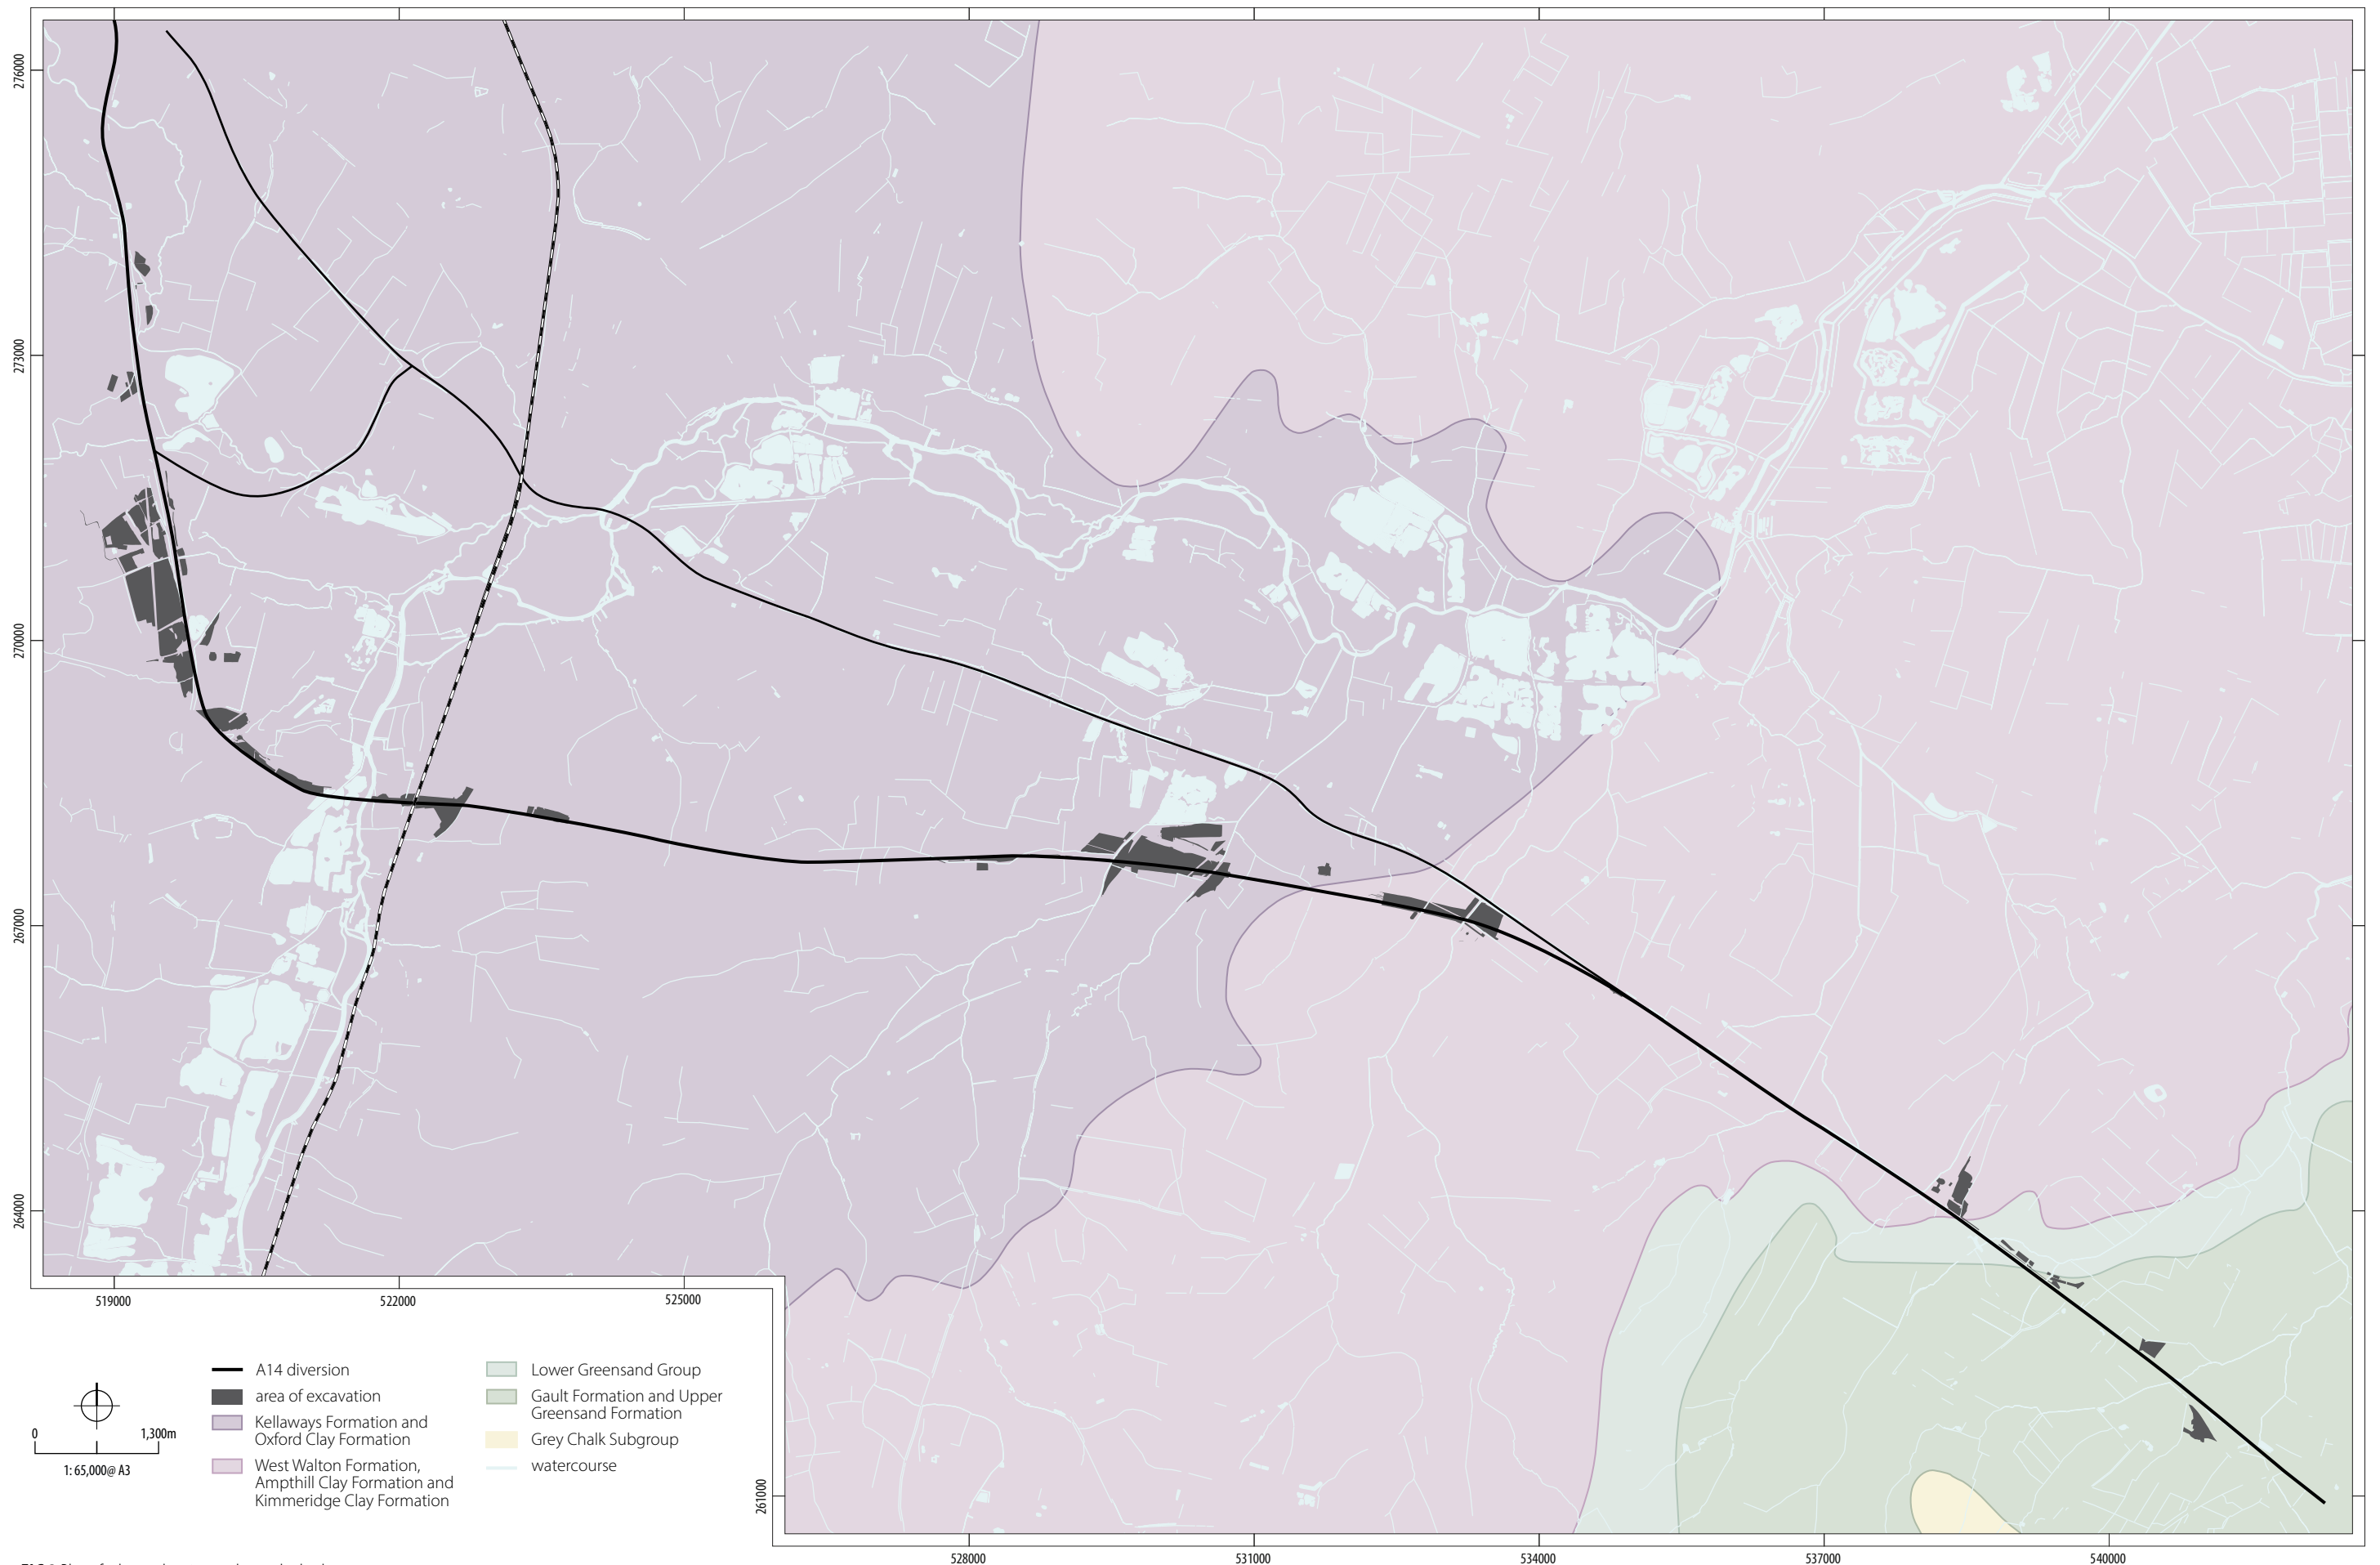 276000
273000
270000
267000
264000
519000
522000
525000
261000
528000
531000
534000
537000
540000
0
1,300m
1: 65,000@ A3
A14 diversion
area of excavation
Kellaways Formation and
Oxford Clay Formation
West Walton Formation,
Ampthill Clay Formation and
Kimmeridge Clay Formation
Lower Greensand Group
Gault Formation and Upper
Greensand Formation
Grey Chalk Subgroup
watercourse